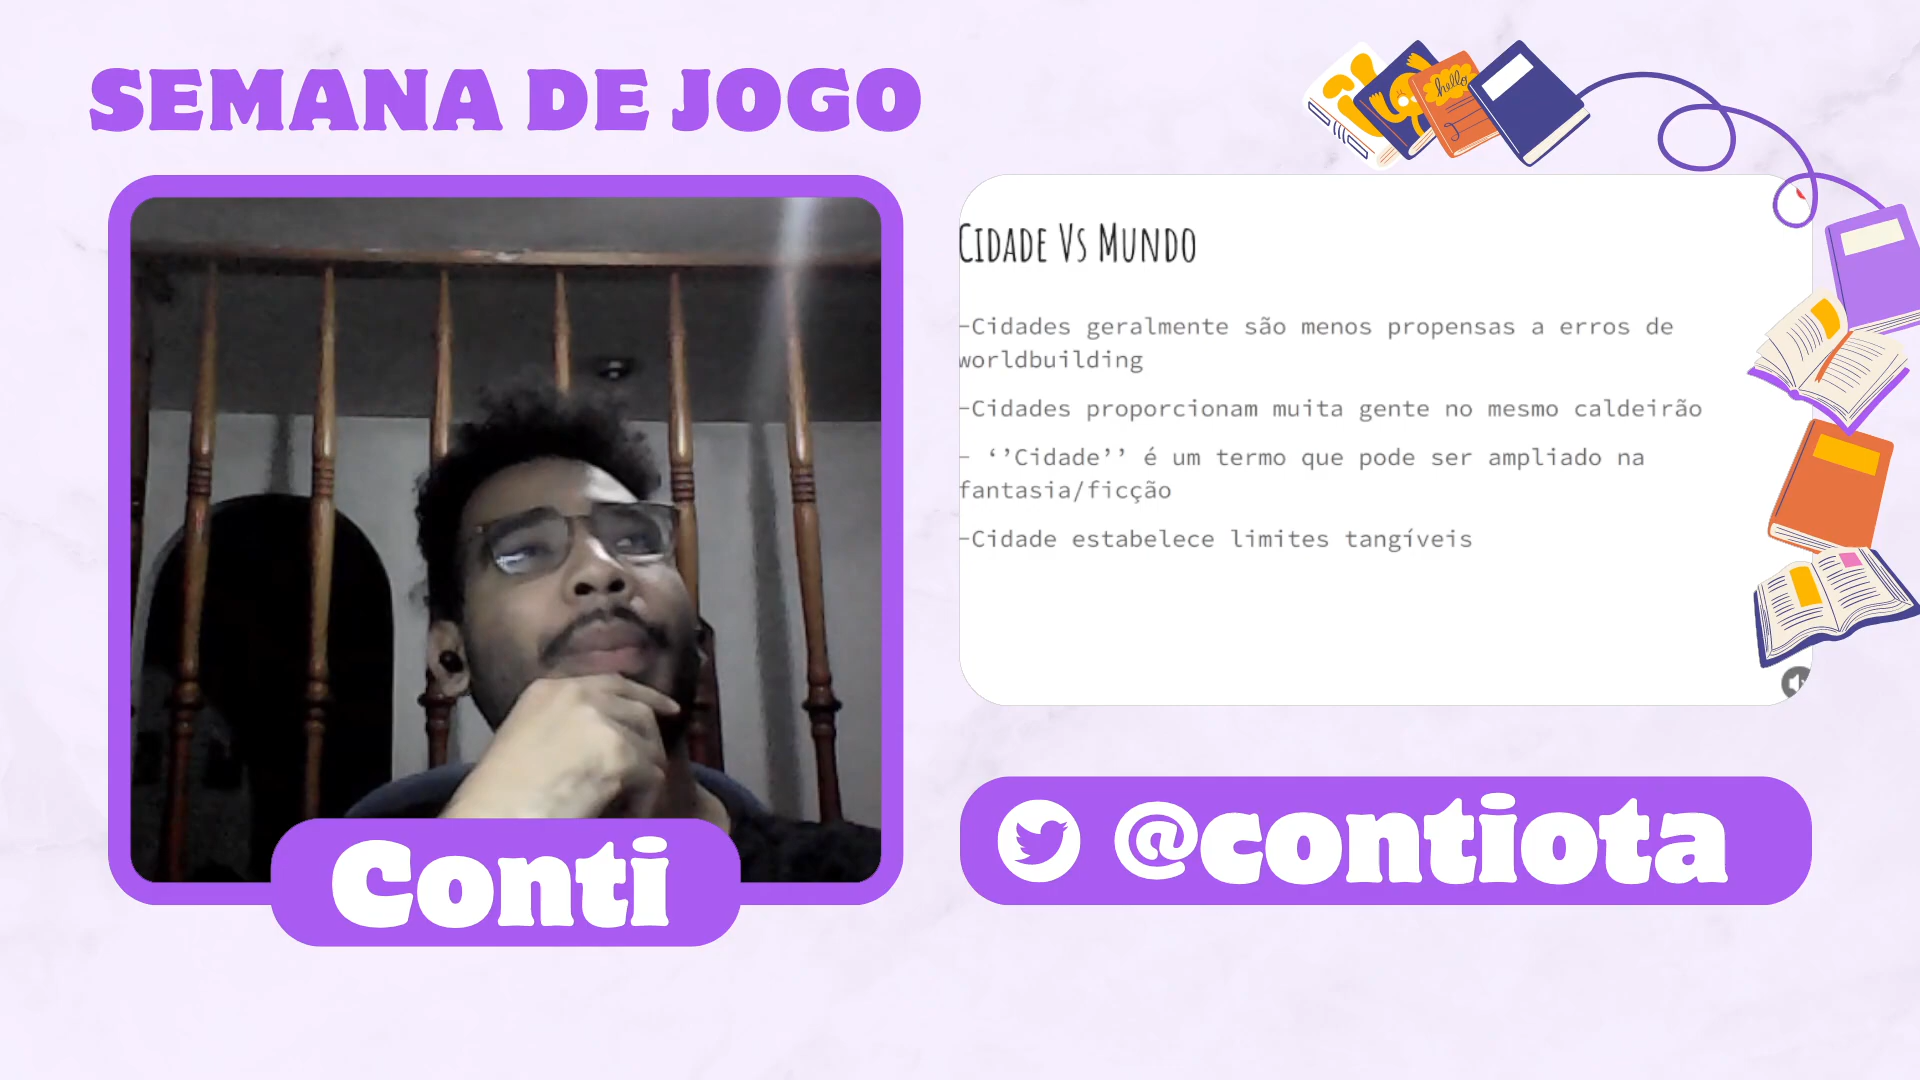 SEMANA DE JOGO
hello
Cidade Vs Mundo
-Cidades geralmente são menos propensas a erros de
worldbuilding
-Cidades proporcionam muita gente no mesmo caldeirão
- ‘’Cidade’’ é um termo que pode ser ampliado na
fantasia/ficção
-Cidade estabelece limites tangíveis
@contiota
Conti